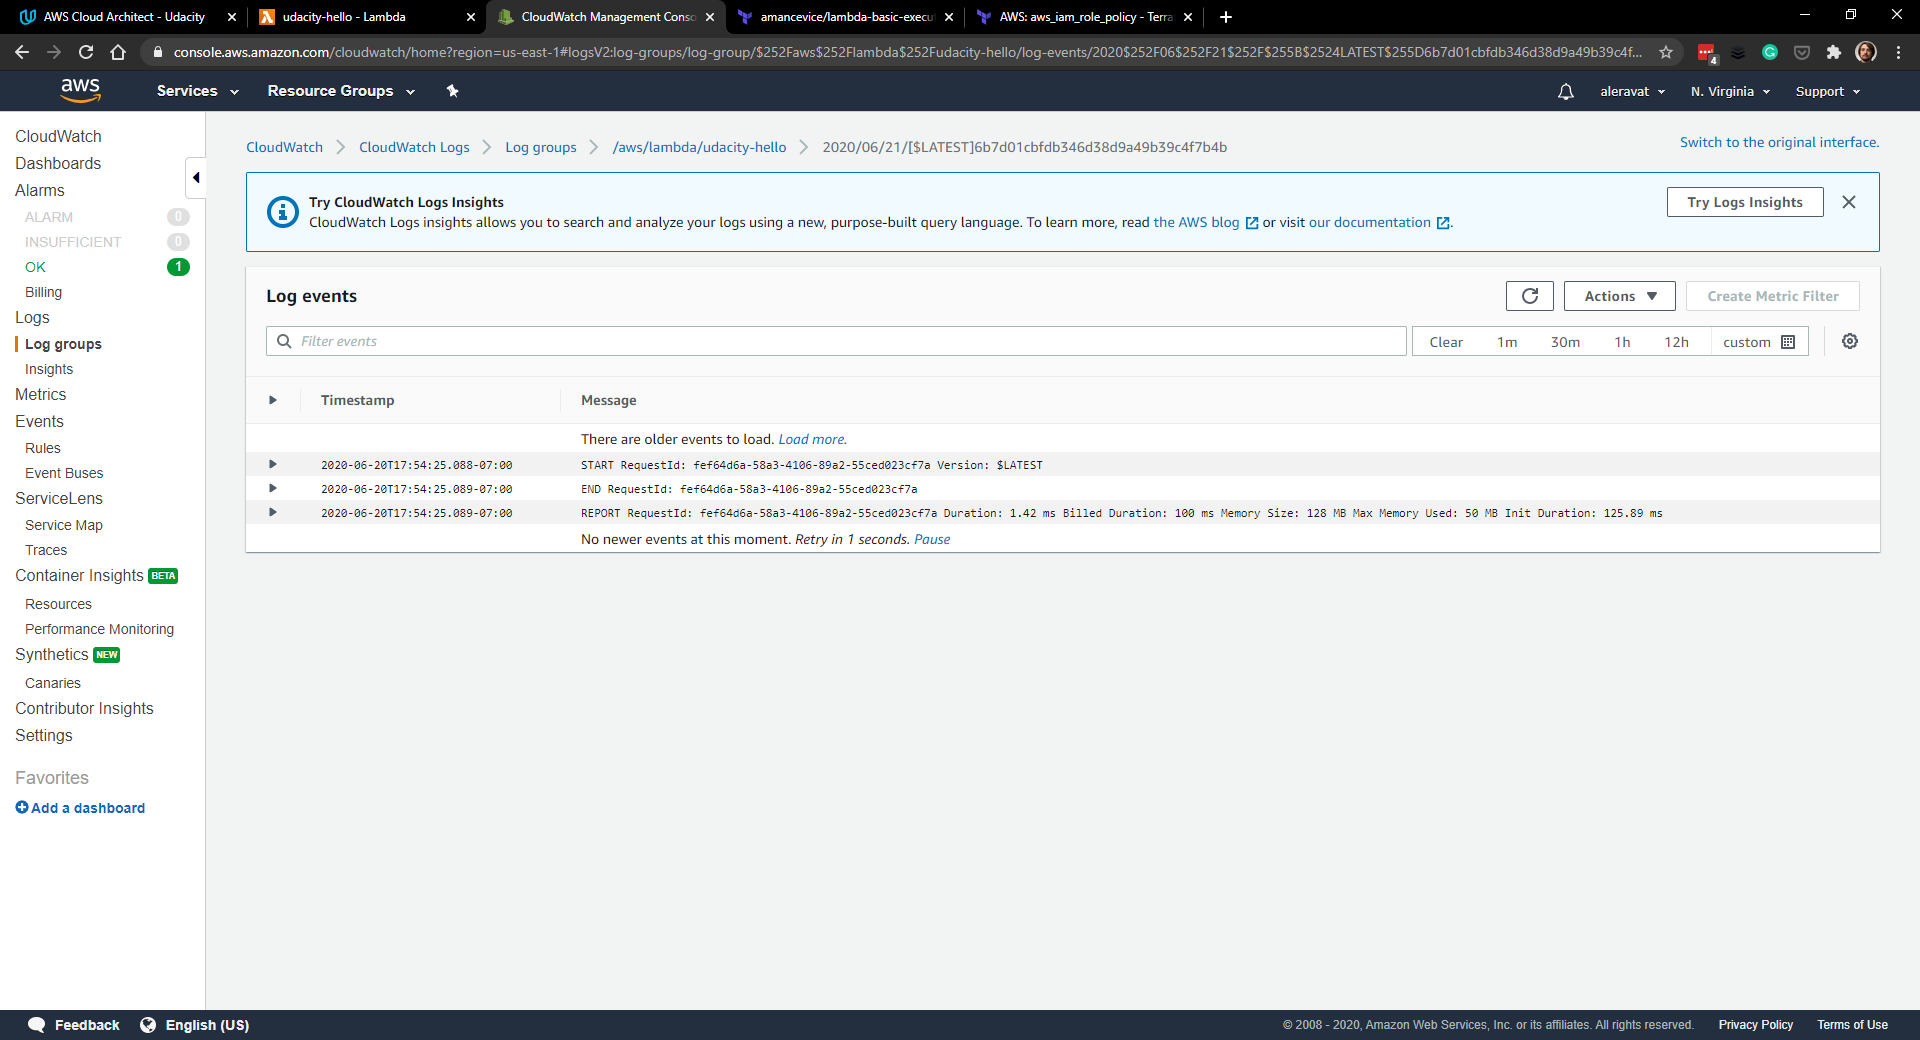 AWS Cloud Architect - Udacity
udacity-hello - Lambda
CloudWatch Management Conso
amancevice/lambda-basic-execu
AWS: aws_iam_role_policy - Terra
console.aws.amazon.com/cloudwatch/home?region=us-east-1#logsV2:log-groups/log-group/$252Faws$252Flambda$252Fudacity-hello/log-events/2020$252F06$252F21$252F$255B$2524LATEST$255D6b7d01cbfdb346d38d9a49b39c4f...
4
aws
Services
Resource Groups
aleravat
N. Virginia
Support
CloudWatch
Dashboards
Alarms
ALARM 0
INSUFFICIENT 0
OK 1
Billing
Logs
Log groups
Insights
Metrics
Events
Rules
Event Buses
ServiceLens
Service Map
Traces
Container Insights BETA
Resources
Performance Monitoring
Synthetics NEW
Canaries
Contributor Insights
Settings
Favorites
Add a dashboard
CloudWatch
CloudWatch Logs
Log groups
/aws/lambda/udacity-hello
2020/06/21/[$LATEST]6b7d01cbfdb346d38d9a49b39c4f7b4b
Switch to the original interface.
Try CloudWatch Logs Insights
CloudWatch Logs insights allows you to search and analyze your logs using a new, purpose-built query language. To learn more, read the AWS blog or visit our documentation .
Try Logs Insights
Log events
Actions
Create Metric Filter
Filter events
Clear
1m
30m
1h
12h
custom
Timestamp
Message
There are older events to load. Load more.
2020-06-20T17:54:25.088-07:00 START RequestId: fef64d6a-58a3-4106-89a2-55ced023cf7a Version: $LATEST
2020-06-20T17:54:25.089-07:00 END RequestId: fef64d6a-58a3-4106-89a2-55ced023cf7a
2020-06-20T17:54:25.089-07:00 REPORT RequestId: fef64d6a-58a3-4106-89a2-55ced023cf7a Duration: 1.42 ms Billed Duration: 100 ms Memory Size: 128 MB Max Memory Used: 50 MB Init Duration: 125.89 ms
No newer events at this moment. Retry in 1 seconds. Pause
Feedback
English (US)
© 2008 - 2020, Amazon Web Services, Inc. or its affiliates. All rights reserved.
Privacy Policy
Terms of Use